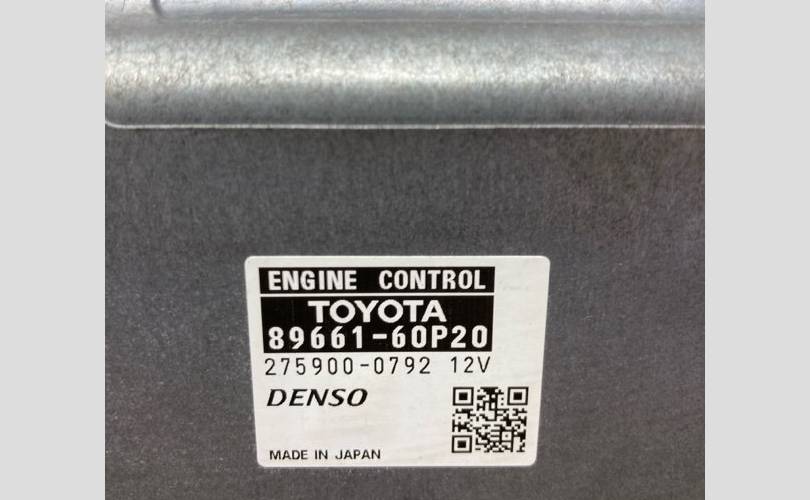 ENGINE CONTROL
TOYOTA
89661-60P20
275900-0792 12V
DENSO
MADE IN JAPAN